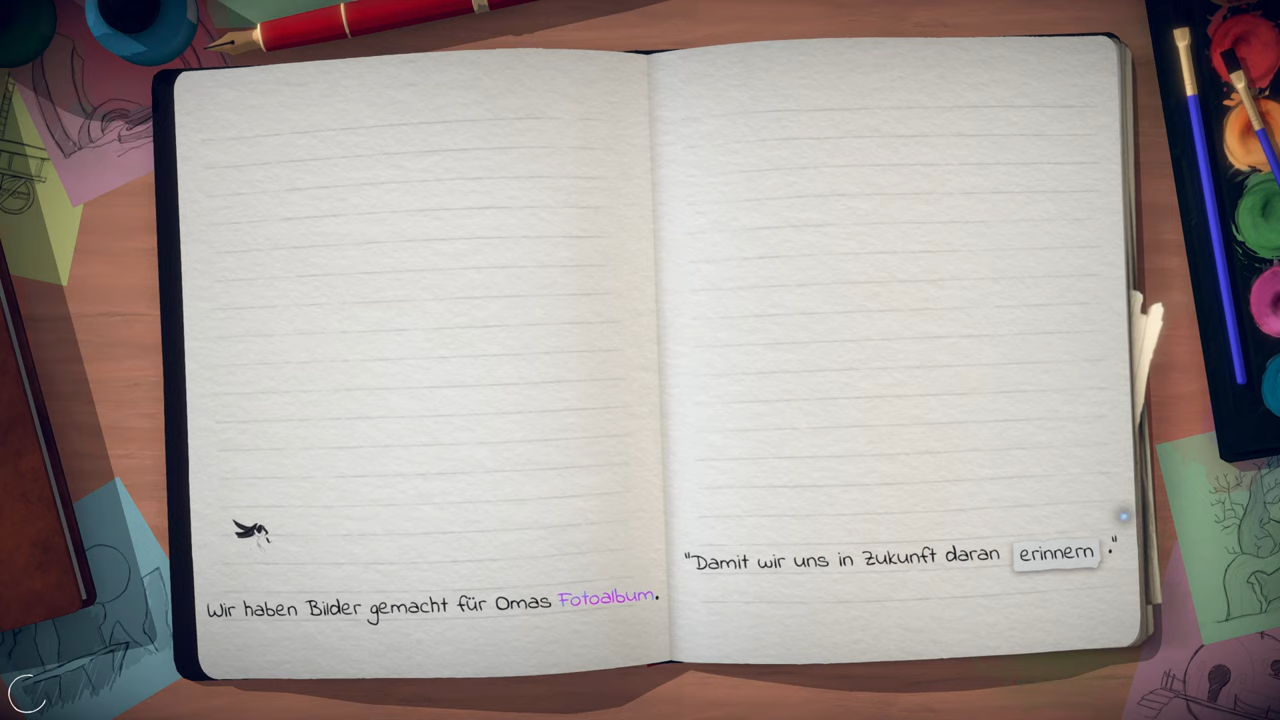 Wir haben Bilder gemacht für Omas Fotoalbum.
"Damit wir uns in Zukunft daran erinnern."